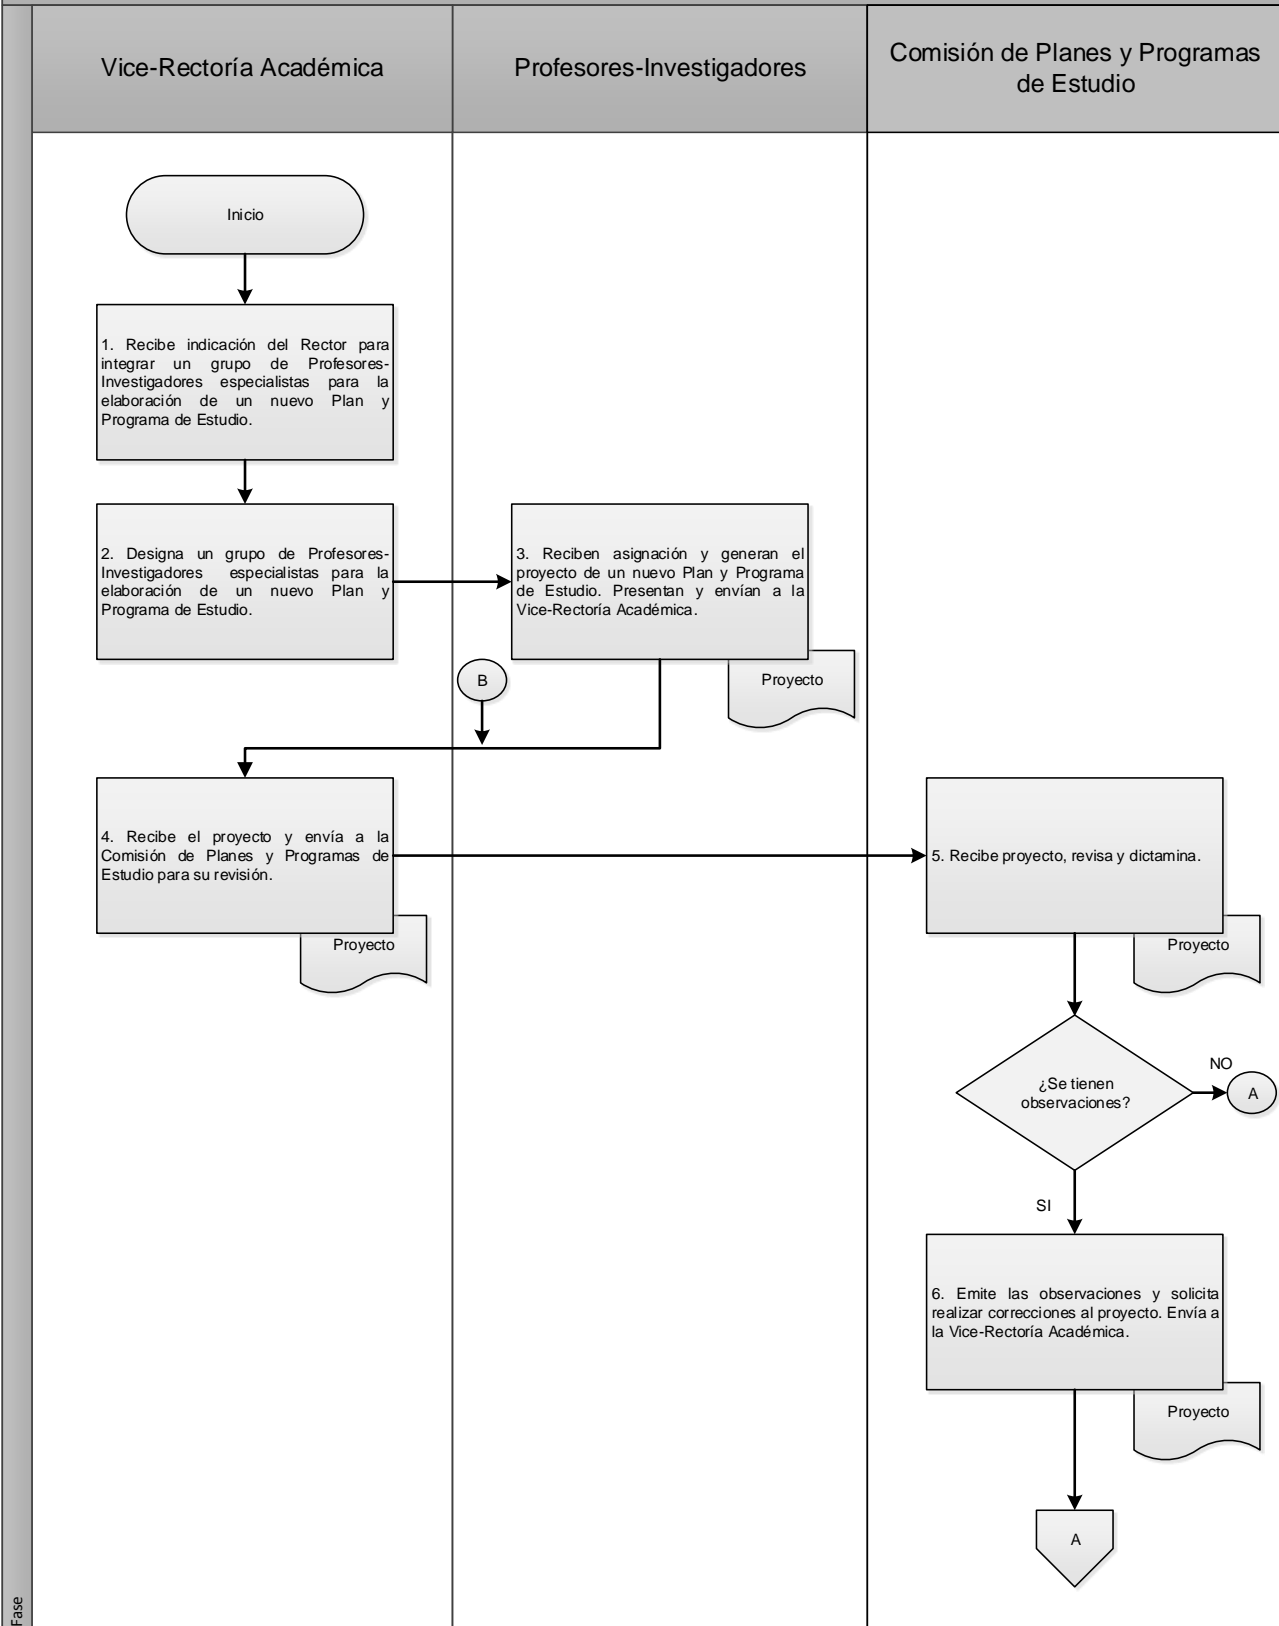 Vice-Rectoría Académica
Profesores-Investigadores
Comisión de Planes y Programas
de Estudio
Inicio
1. Recibe indicación del Rector para
integrar un grupo de Profesores-
Investigadores especialistas para la
elaboración de un nuevo Plan y
Programa de Estudio.
2. Designa un grupo de Profesores-
Investigadores especialistas para la
elaboración de un nuevo Plan y
Programa de Estudio.
3. Reciben asignación y generan el
proyecto de un nuevo Plan y Programa
de Estudio. Presentan y envían a la
Vice-Rectoría Académica.
Proyecto
B
4. Recibe el proyecto y envía a la
Comisión de Planes y Programas de
Estudio para su revisión.
Proyecto
5. Recibe proyecto, revisa y dictamina.
Proyecto
¿Se tienen
observaciones?
NO
A
SI
6. Emite las observaciones y solicita
realizar correcciones al proyecto. Envía a
la Vice-Rectoría Académica.
Proyecto
A
Fase